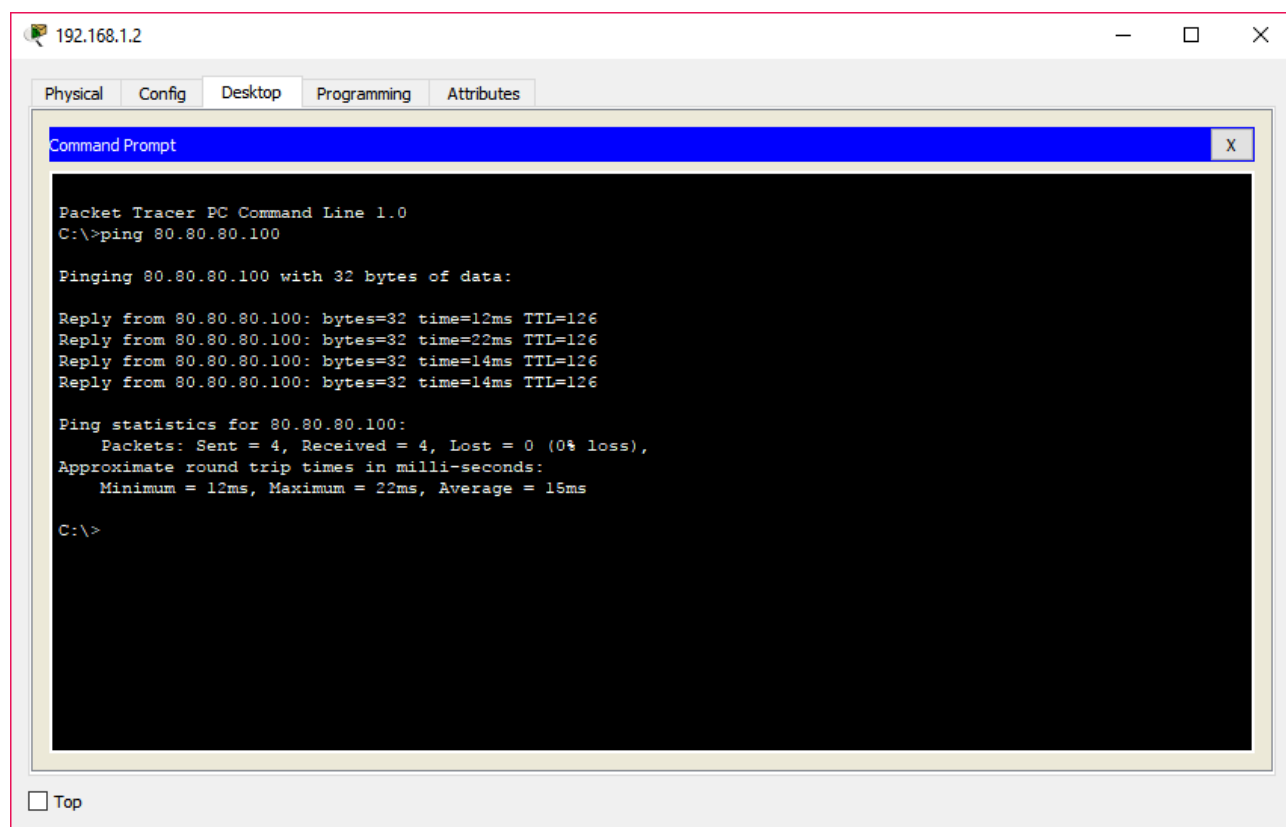 192.168.1.2
Physical Config Desktop Programming Attributes
Command Prompt X
Packet Tracer PC Command Line 1.0
C:\>ping 80.80.80.100
Pinging 80.80.80.100 with 32 bytes of data:
Reply from 80.80.80.100: bytes=32 time=12ms TTL=126
Reply from 80.80.80.100: bytes=32 time=22ms TTL=126
Reply from 80.80.80.100: bytes=32 time=14ms TTL=126
Reply from 80.80.80.100: bytes=32 time=14ms TTL=126
Ping statistics for 80.80.80.100:
Packets: Sent = 4, Received = 4, Lost = 0 (0% loss),
Approximate round trip times in milli-seconds:
Minimum = 12ms, Maximum = 22ms, Average = 15ms
C:\>
Top